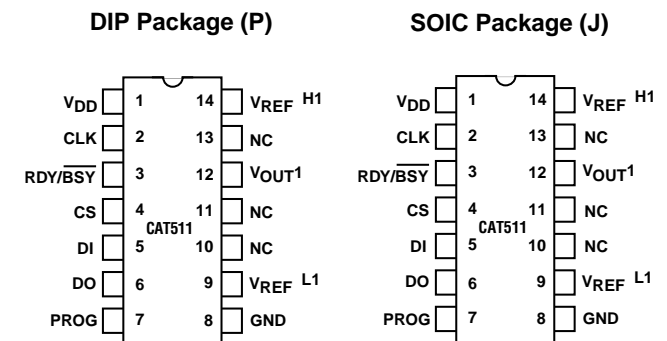 DIP Package (P)
VDD 1 14 VREF H1
CLK 2 13 NC
RDY/BSY 3 12 VOUT1
CS 4 11 NC
CAT511
DI 5 10 NC
DO 6 9 VREF L1
PROG 7 8 GND
SOIC Package (J)
VDD 1 14 VREF H1
CLK 2 13 NC
RDY/BSY 3 12 VOUT1
CS 4 11 NC
CAT511
DI 5 10 NC
DO 6 9 VREF L1
PROG 7 8 GND